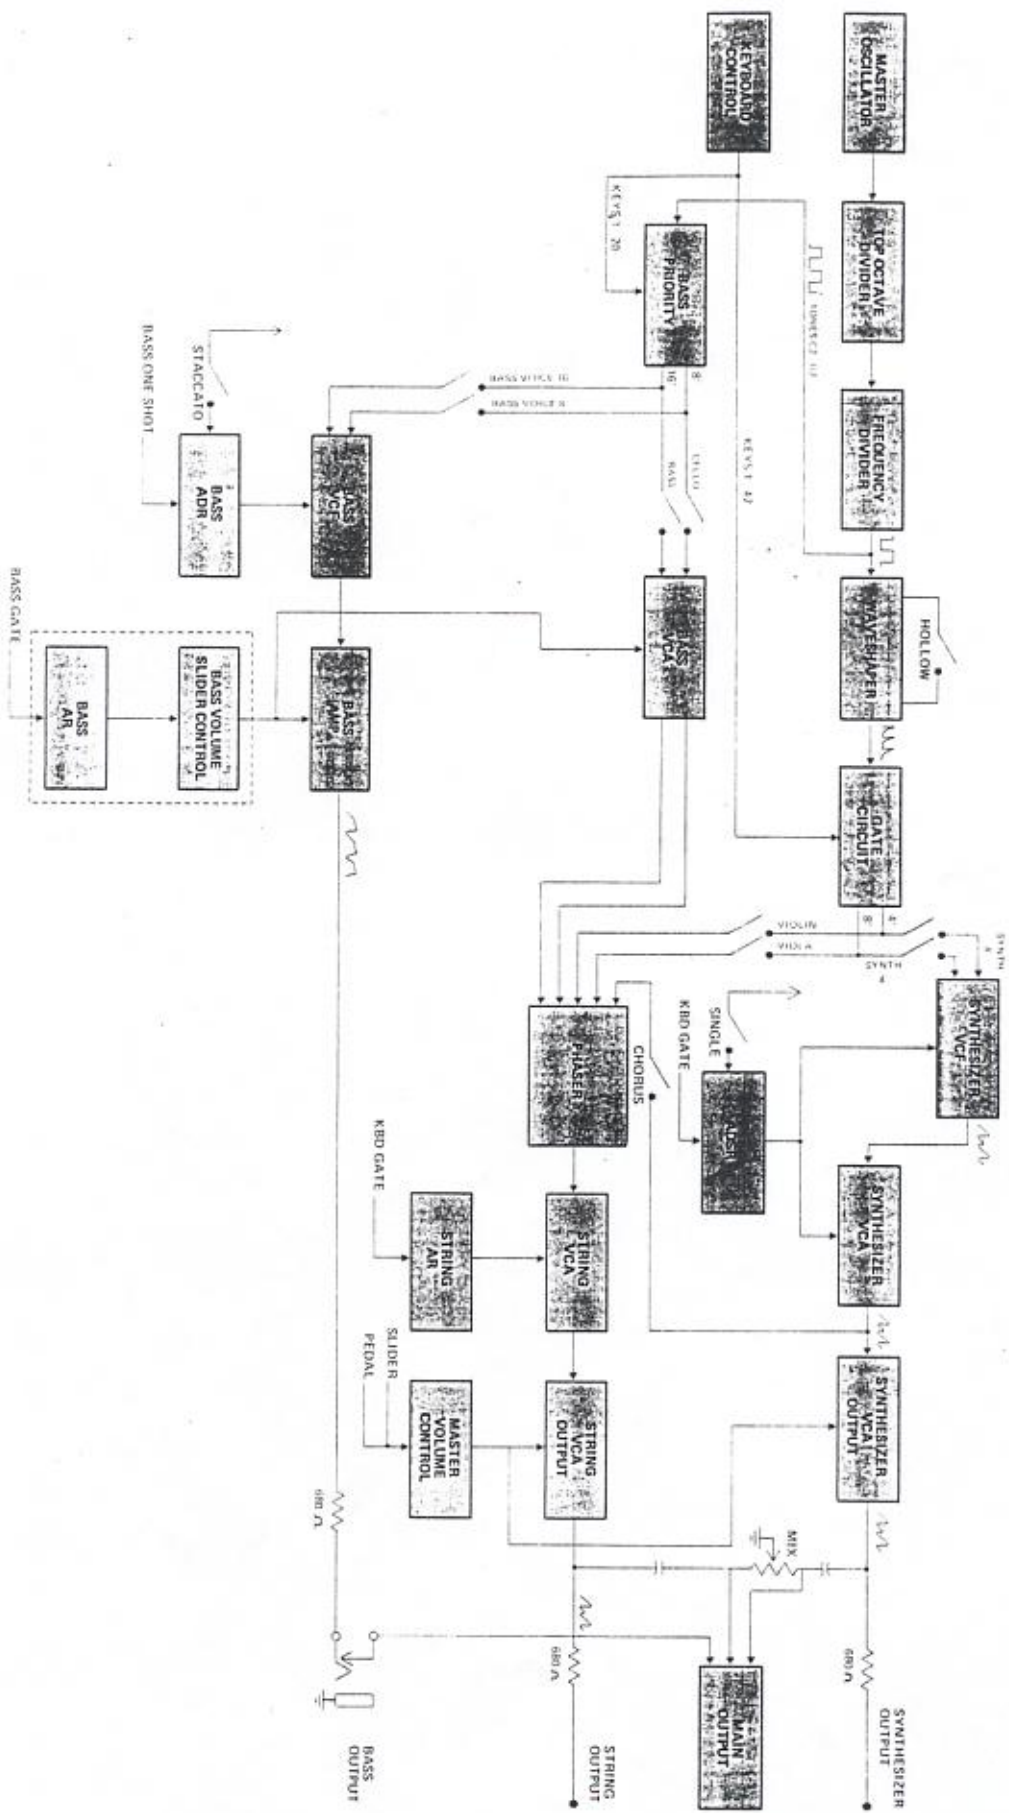 MASTER
OSCILLATOR
TOP OCTAVE
DIVIDER
FREQUENCY
DIVIDER
HOLLOW
WAVESHAPER
GATE
CIRCUIT
4'
8'
SYNTH
SYNTH
4
SYNTHESIZER
VCF
SYNTHESIZER
VCA
SYNTHESIZER
VCA
OUTPUT
680 Ω
SYNTHESIZER
OUTPUT
KEYBOARD
CONTROL
KEYS 1 20
KEYS 1 42
BASS
PRIORITY
8'
16'
BASS VOICE 16
BASS VOICE 8
CELLO
BASS
BASS
VCA
VIOLIN
VIOLA
SINGLE
KBD GATE
ADSR
CHORUS
PHASER
STRING
VCA
STRING
VCA
OUTPUT
MIX
MAIN
OUTPUT
680 Ω
STRING
OUTPUT
KBD GATE
STRING
AR
SLIDER
PEDAL
MASTER
VOLUME
CONTROL
BASS ONE SHOT
STACCATO
BASS
ADR
BASS
VCF
BASS
AMP
680 Ω
BASS
OUTPUT
BASS GATE
BASS
AR
BASS VOLUME
SLIDER CONTROL